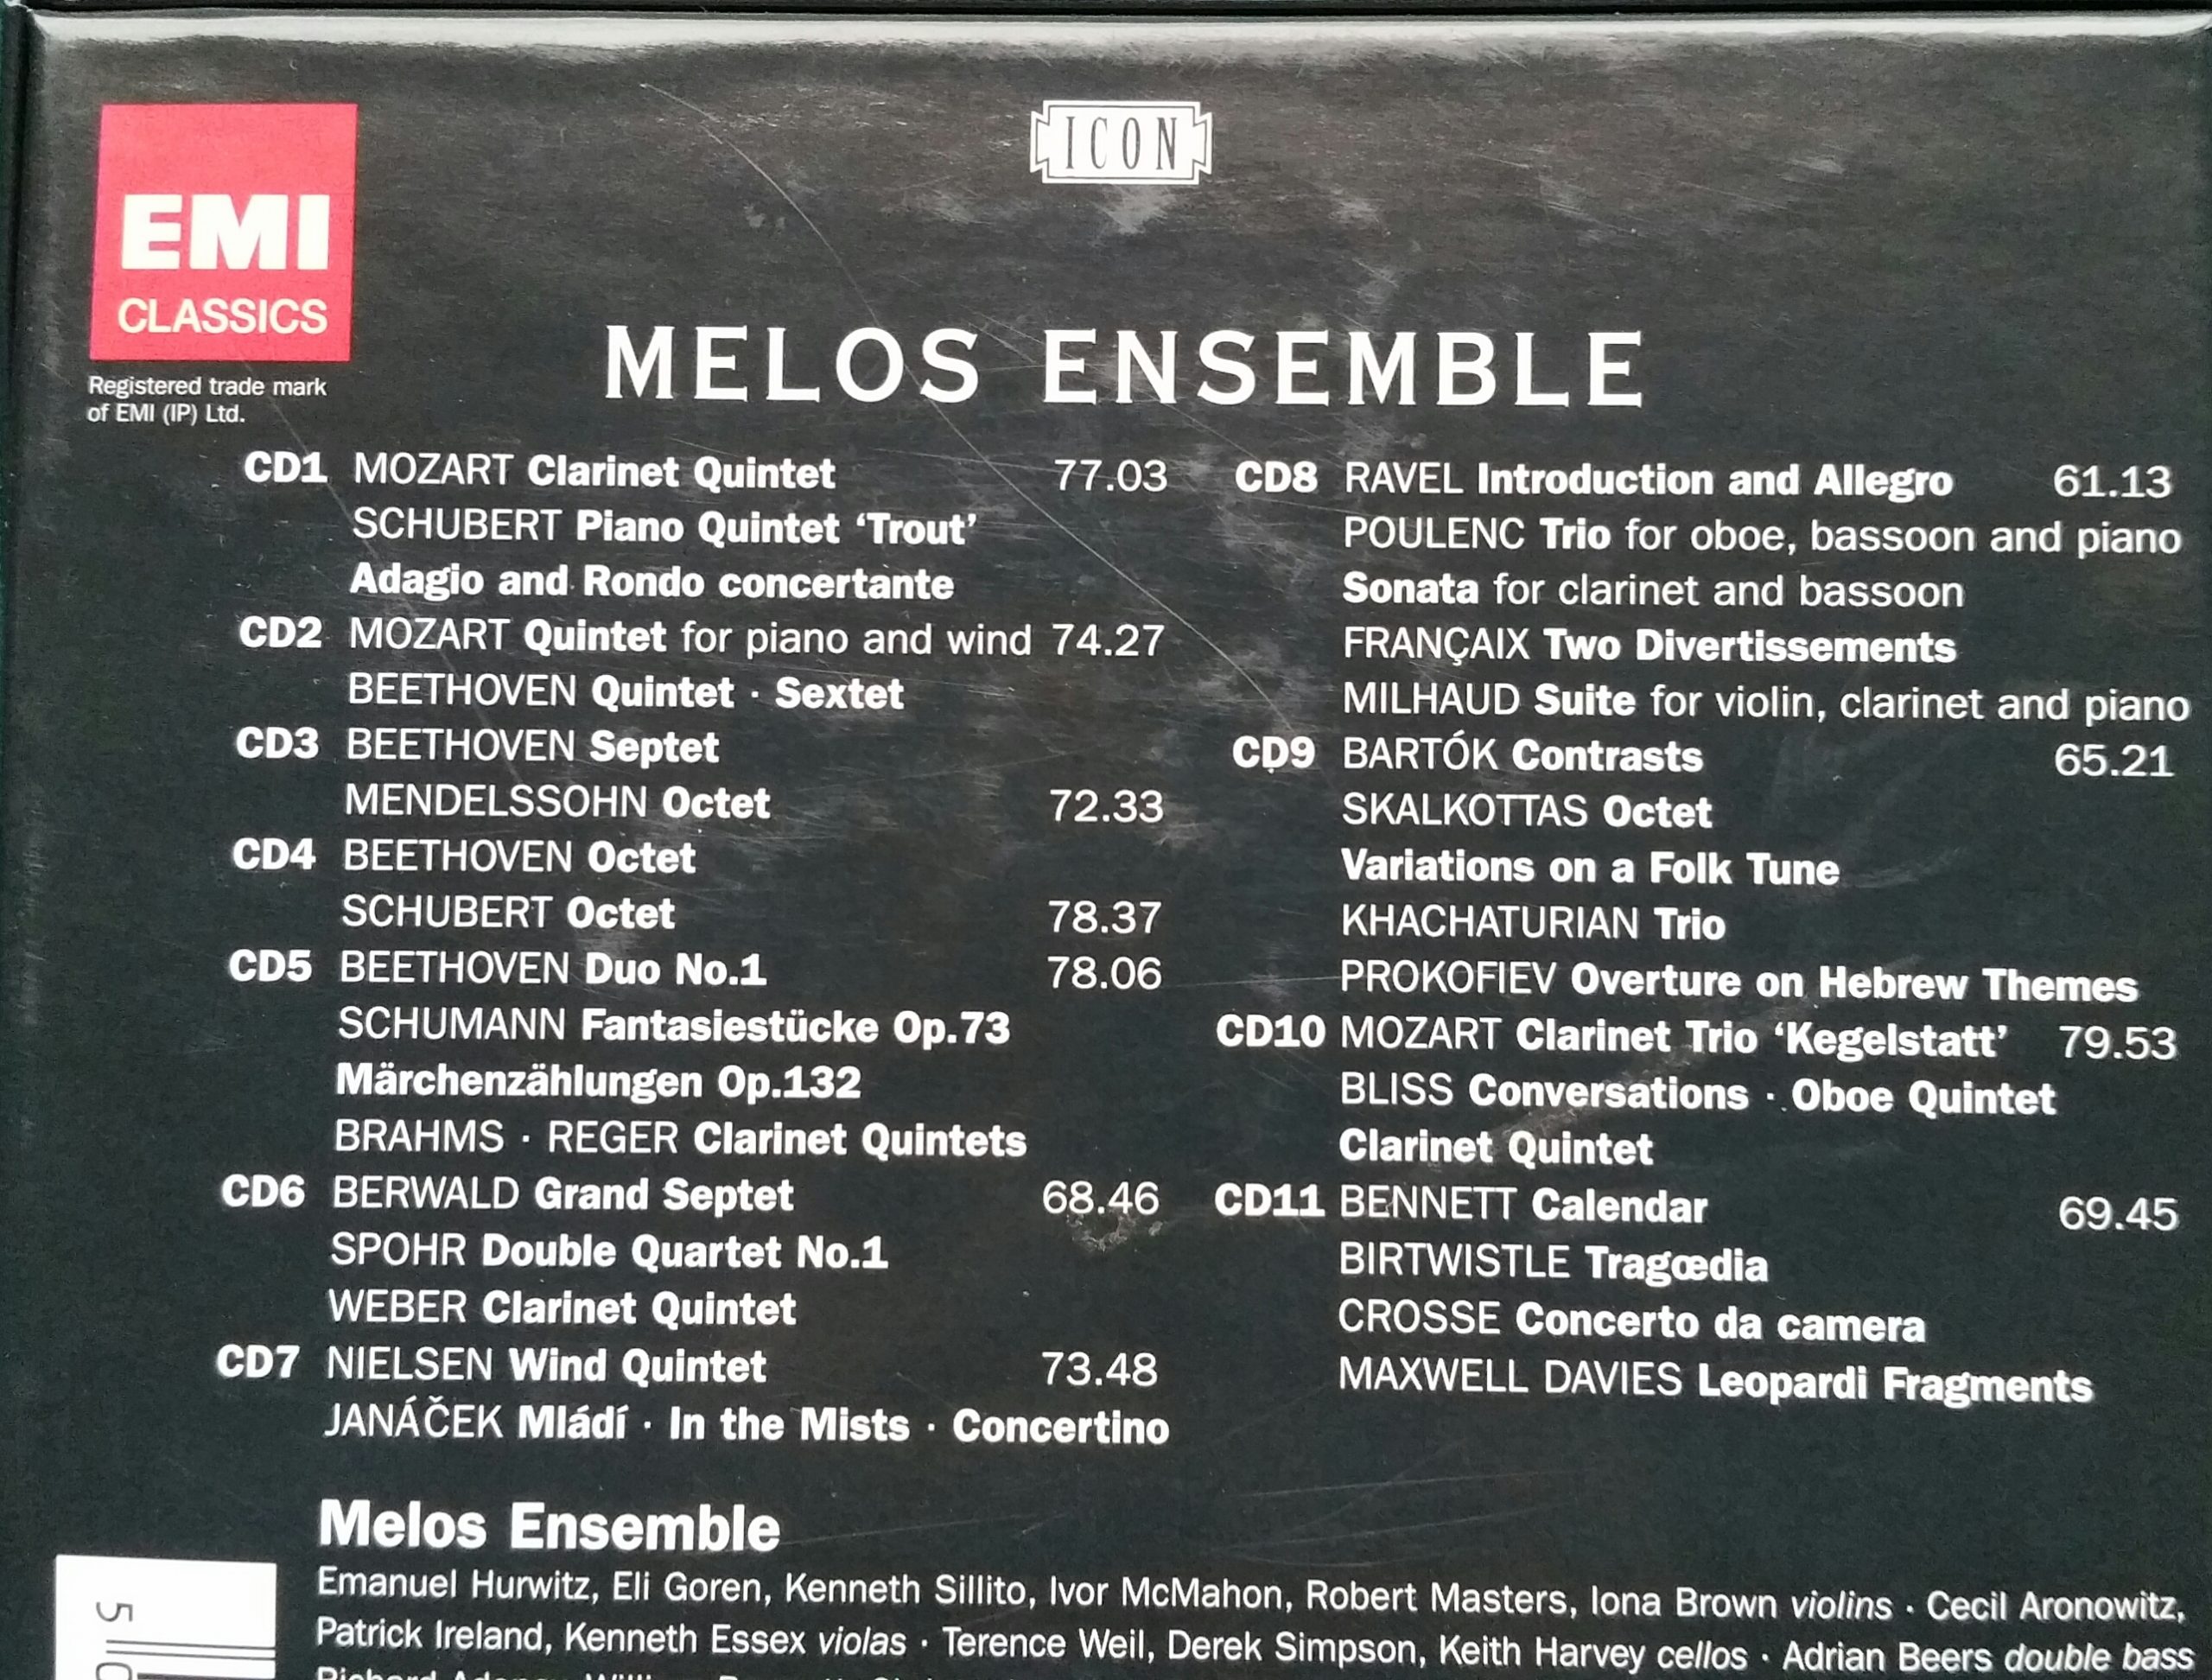 ICON
EMI
CLASSICS
Registered trade mark
of EMI (IP) Ltd.
MELOS ENSEMBLE
CD1 MOZART Clarinet Quintet 77.03
SCHUBERT Piano Quintet ‘Trout’
Adagio and Rondo concertante
CD2 MOZART Quintet for piano and wind 74.27
BEETHOVEN Quintet · Sextet
CD3 BEETHOVEN Septet
MENDELSSOHN Octet 72.33
CD4 BEETHOVEN Octet
SCHUBERT Octet 78.37
CD5 BEETHOVEN Duo No.1 78.06
SCHUMANN Fantasiestücke Op.73
Märchenzählungen Op.132
BRAHMS · REGER Clarinet Quintets
CD6 BERWALD Grand Septet 68.46
SPOHR Double Quartet No.1
WEBER Clarinet Quintet
CD7 NIELSEN Wind Quintet 73.48
JANÁČEK Mládí · In the Mists · Concertino
CD8 RAVEL Introduction and Allegro 61.13
POULENC Trio for oboe, bassoon and piano
Sonata for clarinet and bassoon
FRANÇAIX Two Divertissements
MILHAUD Suite for violin, clarinet and piano
CD9 BARTÓK Contrasts 65.21
SKALKOTTAS Octet
Variations on a Folk Tune
KHACHATURIAN Trio
PROKOFIEV Overture on Hebrew Themes
CD10 MOZART Clarinet Trio ‘Kegelstatt’ 79.53
BLISS Conversations · Oboe Quintet
Clarinet Quintet
CD11 BENNETT Calendar 69.45
BIRTWISTLE Tragœdia
CROSSE Concerto da camera
MAXWELL DAVIES Leopardi Fragments
Melos Ensemble
Emanuel Hurwitz, Eli Goren, Kenneth Sillito, Ivor McMahon, Robert Masters, Iona Brown violins · Cecil Aronowitz,
Patrick Ireland, Kenneth Essex violas · Terence Weil, Derek Simpson, Keith Harvey cellos · Adrian Beers double bass
5